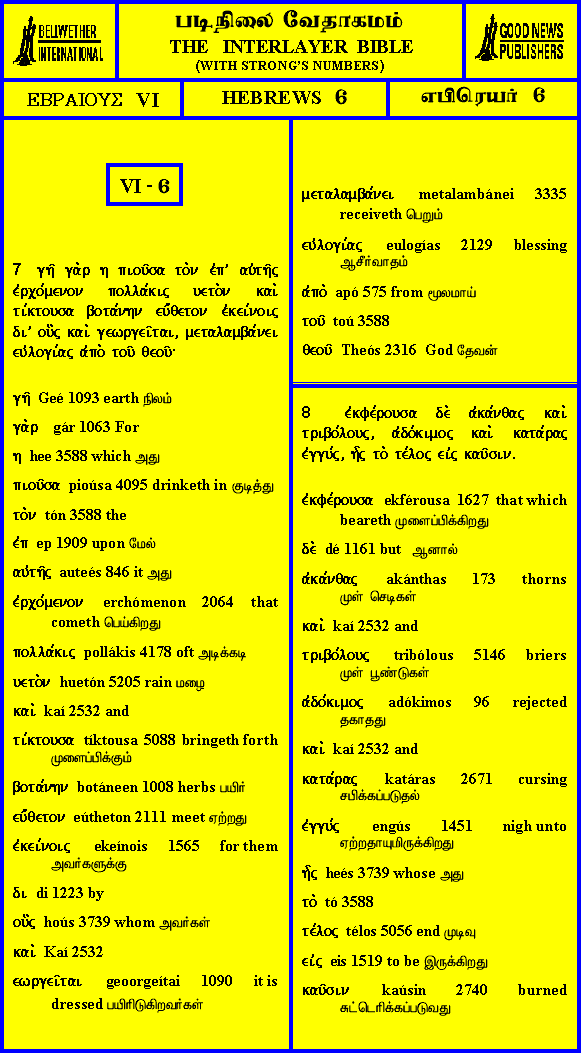 BELLWETHER
INTERNATIONAL
படிநிலை வேதாகமம்
THE INTERLAYER BIBLE
(WITH STRONG'S NUMBERS)
GOOD NEWS
PUBLISHERS
ΕΒΡΑΙΟΥΣ VI
HEBREWS 6
எபிரெயர் 6
VI - 6
7 γῆ γὰρ η πιοῦσα τὸν ἐπ' αὐτῆς
ἐρχόμενον πολλάκις υετὸν καὶ
τίκτουσα βοτάνην εὔθετον ἐκείνοις
δι' οὓς καὶ γεωργεῖται, μεταλαμβάνει
εὐλογίας ἀπὸ τοῦ θεοῦ·
γῆ Geé 1093 earth நிலம்
γὰρ gár 1063 For
η hee 3588 which அது
πιοῦσα pioúsa 4095 drinketh in குடித்து
τὸν tón 3588 the
ἐπ ep 1909 upon மேல்
αὐτῆς auteés 846 it அது
ἐρχόμενον erchómenon 2064 that
cometh பெய்கிறது
πολλάκις pollákis 4178 oft அடிக்கடி
υετὸν huetón 5205 rain மழை
καὶ kaí 2532 and
τίκτουσα tíktousa 5088 bringeth forth
முளைப்பிக்கும்
βοτάνην botáneen 1008 herbs பயிர்
εὔθετον eútheton 2111 meet ஏற்றது
ἐκείνοις ekeínois 1565 for them
அவர்களுக்கு
δι di 1223 by
οὓς hoús 3739 whom அவர்கள்
καὶ Kaí 2532
εωργεῖται geoorgeítai 1090 it is
dressed பயிரிடுகிறவர்கள்
μεταλαμβάνει metalambánei 3335
receiveth பெறும்
εὐλογίας eulogías 2129 blessing
ஆசீர்வாதம்
ἀπὸ apó 575 from மூலமாய்
τοῦ toú 3588
θεοῦ Theós 2316 God தேவன்
8 ἐκφέρουσα δὲ ἀκάνθας καὶ
τριβόλους, ἀδόκιμος καὶ κατάρας
ἐγγύς, ἧς τὸ τέλος εἰς καῦσιν.
ἐκφέρουσα ekférousa 1627 that which
beareth முளைப்பிக்கிறது
δὲ dé 1161 but ஆனால்
ἀκάνθας akánthas 173 thorns
முள் செடிகள்
καὶ kaí 2532 and
τριβόλους tribólous 5146 briers
முள் பூண்டுகள்
ἀδόκιμος adókimos 96 rejected
தகாதது
καὶ kaí 2532 and
κατάρας katáras 2671 cursing
சபிக்கப்படுதல்
ἐγγύς engús 1451 nigh unto
ஏற்றதாயுமிருக்கிறது
ἧς heés 3739 whose அது
τὸ tó 3588
τέλος télos 5056 end முடிவு
εἰς eis 1519 to be இருக்கிறது
καῦσιν kaúsin 2740 burned
சுட்டெரிக்கப்படுவது